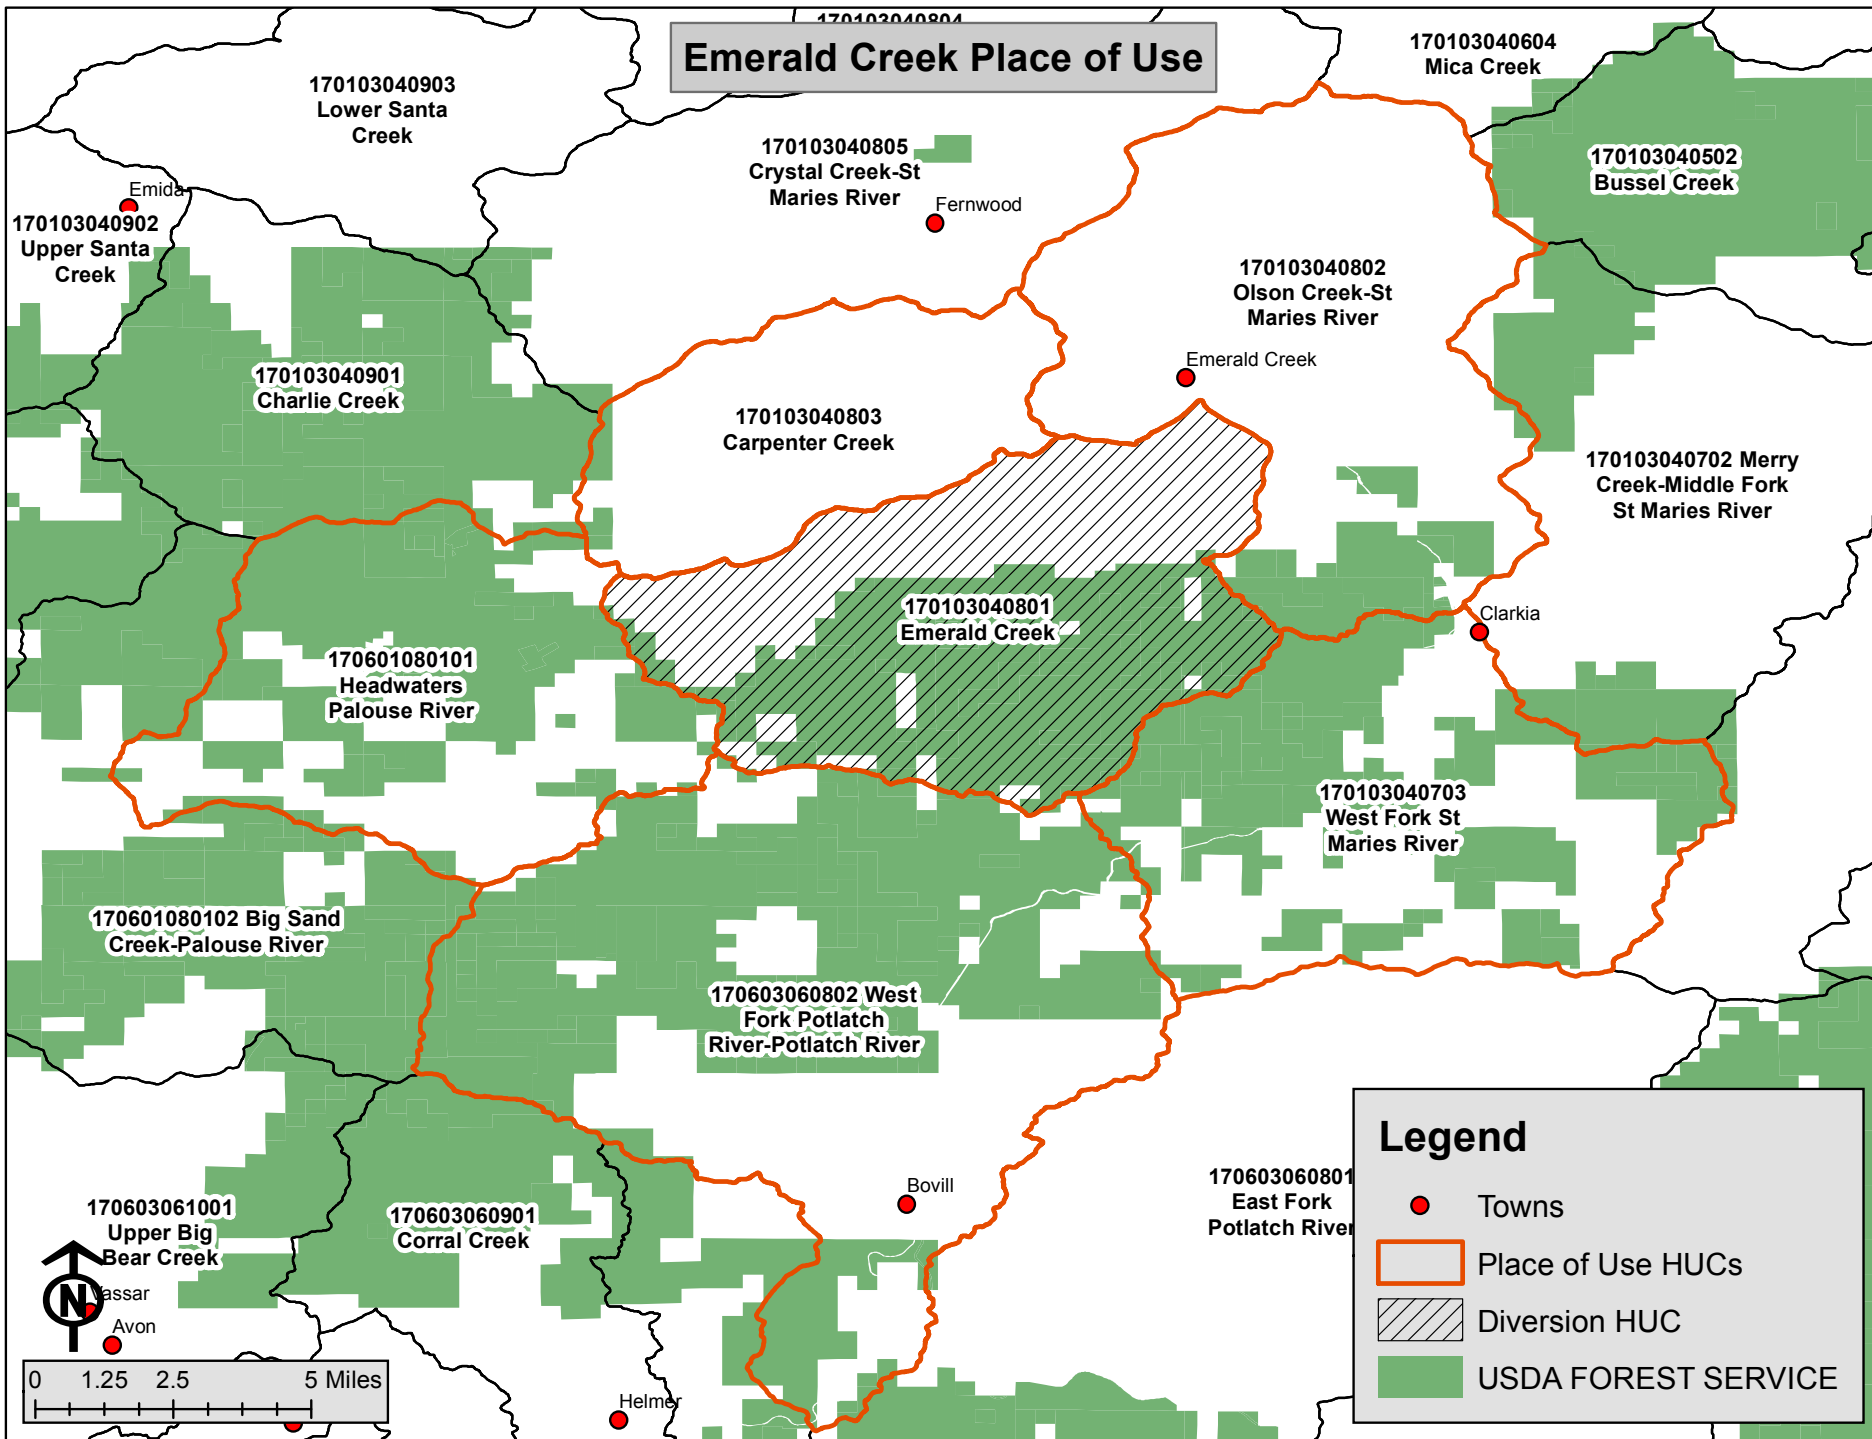 170103040804
Emerald Creek Place of Use
170103040604
Mica Creek
170103040903
Lower Santa
Creek
170103040805
Crystal Creek-St
Maries River
170103040502
Bussel Creek
Emida
Fernwood
170103040902
Upper Santa
Creek
170103040802
Olson Creek-St
Maries River
Emerald Creek
170103040901
Charlie Creek
170103040803
Carpenter Creek
170103040702 Merry
Creek-Middle Fork
St Maries River
170103040801
Emerald Creek
Clarkia
170601080101
Headwaters
Palouse River
170103040703
West Fork St
Maries River
170601080102 Big Sand
Creek-Palouse River
170603060802 West
Fork Potlatch
River-Potlatch River
170603060801
East Fork
Potlatch River
Bovill
170603061001
Upper Big
Bear Creek
170603060901
Corral Creek
N
Vassar
Avon
Helmer
0 1.25 2.5 5 Miles
Legend
Towns
Place of Use HUCs
Diversion HUC
USDA FOREST SERVICE